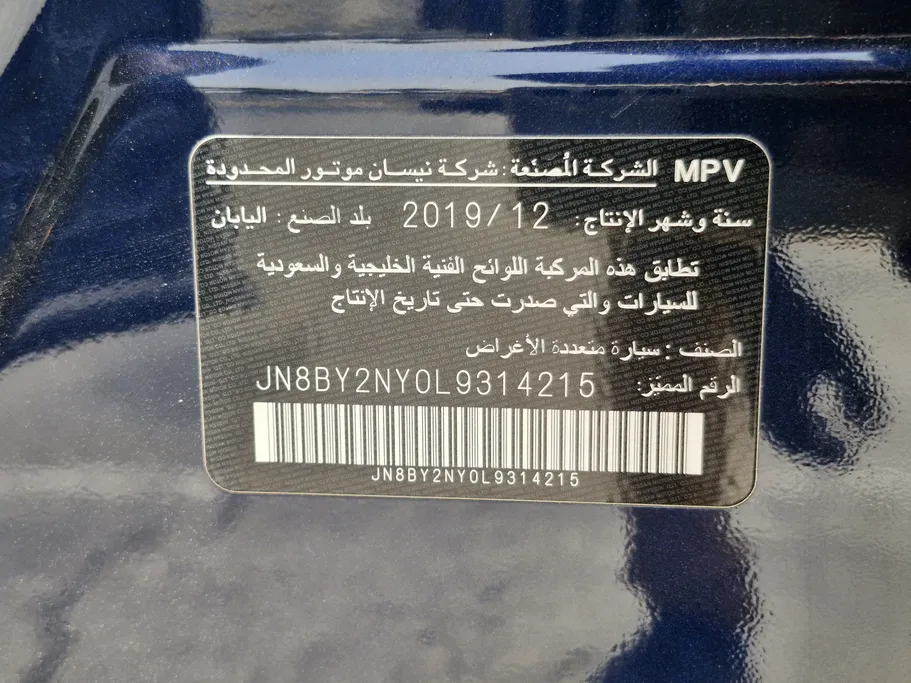 MPV الشركة المُصنّعة : شركة نيسان موتور المحدودة
سنة وشهر الإنتاج: 2019/12 بلد الصنع : اليابان
تطابق هذه المركبة اللوائح الفنية الخليجية والسعودية
للسيارات والتي صدرت حتى تاريخ الإنتاج
الصنف : سيارة متعددة الأغراض
الرقم المميّز: JN8BY2NY0L9314215
JN8BY2NY0L9314215